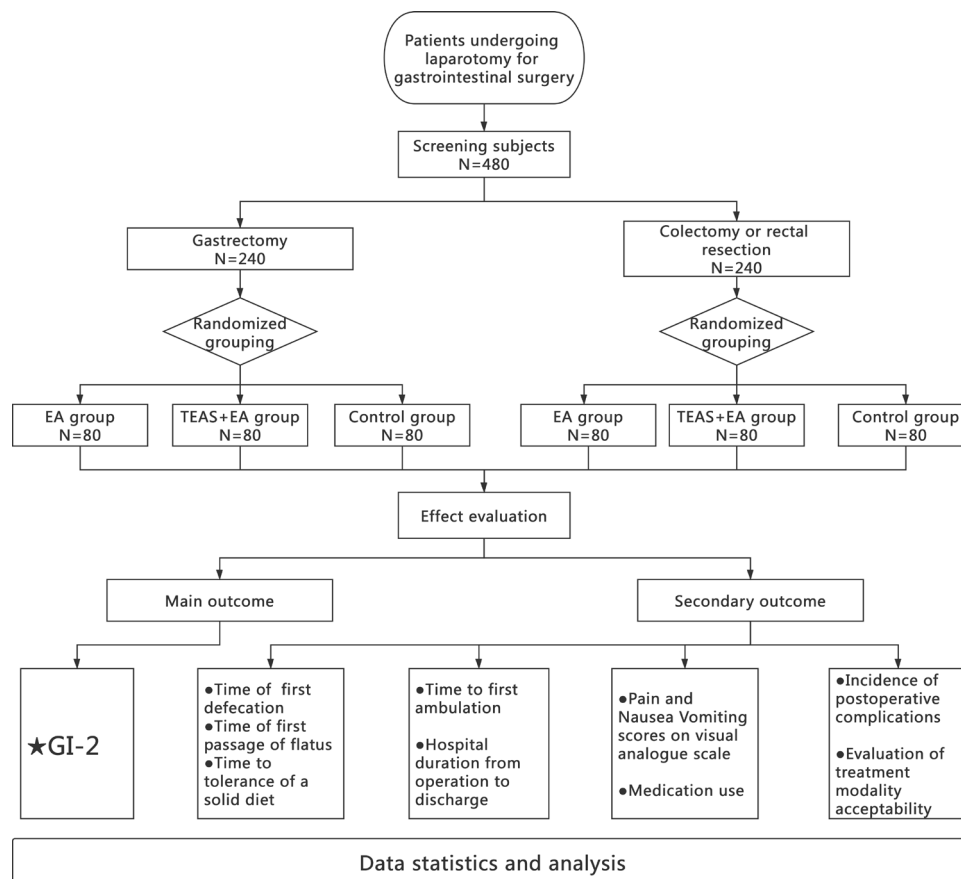 Patients undergoing
laparotomy for
gastrointestinal surgery
Screening subjects
N=480
Gastrectomy
N=240
Colectomy or rectal
resection
N=240
Randomized
grouping
Randomized
grouping
EA group
N=80
TEAS+EA group
N=80
Control group
N=80
EA group
N=80
TEAS+EA group
N=80
Control group
N=80
Effect evaluation
Main outcome
Secondary outcome
★GI-2
●Time of first
defecation
●Time of first
passage of flatus
●Time to
tolerance of a
solid diet
●Time to first
ambulation
●Hospital
duration from
operation to
discharge
●Pain and
Nausea Vomiting
scores on visual
analogue scale
●Medication use
●Incidence of
postoperative
complications
●Evaluation of
treatment
modality
acceptability
Data statistics and analysis